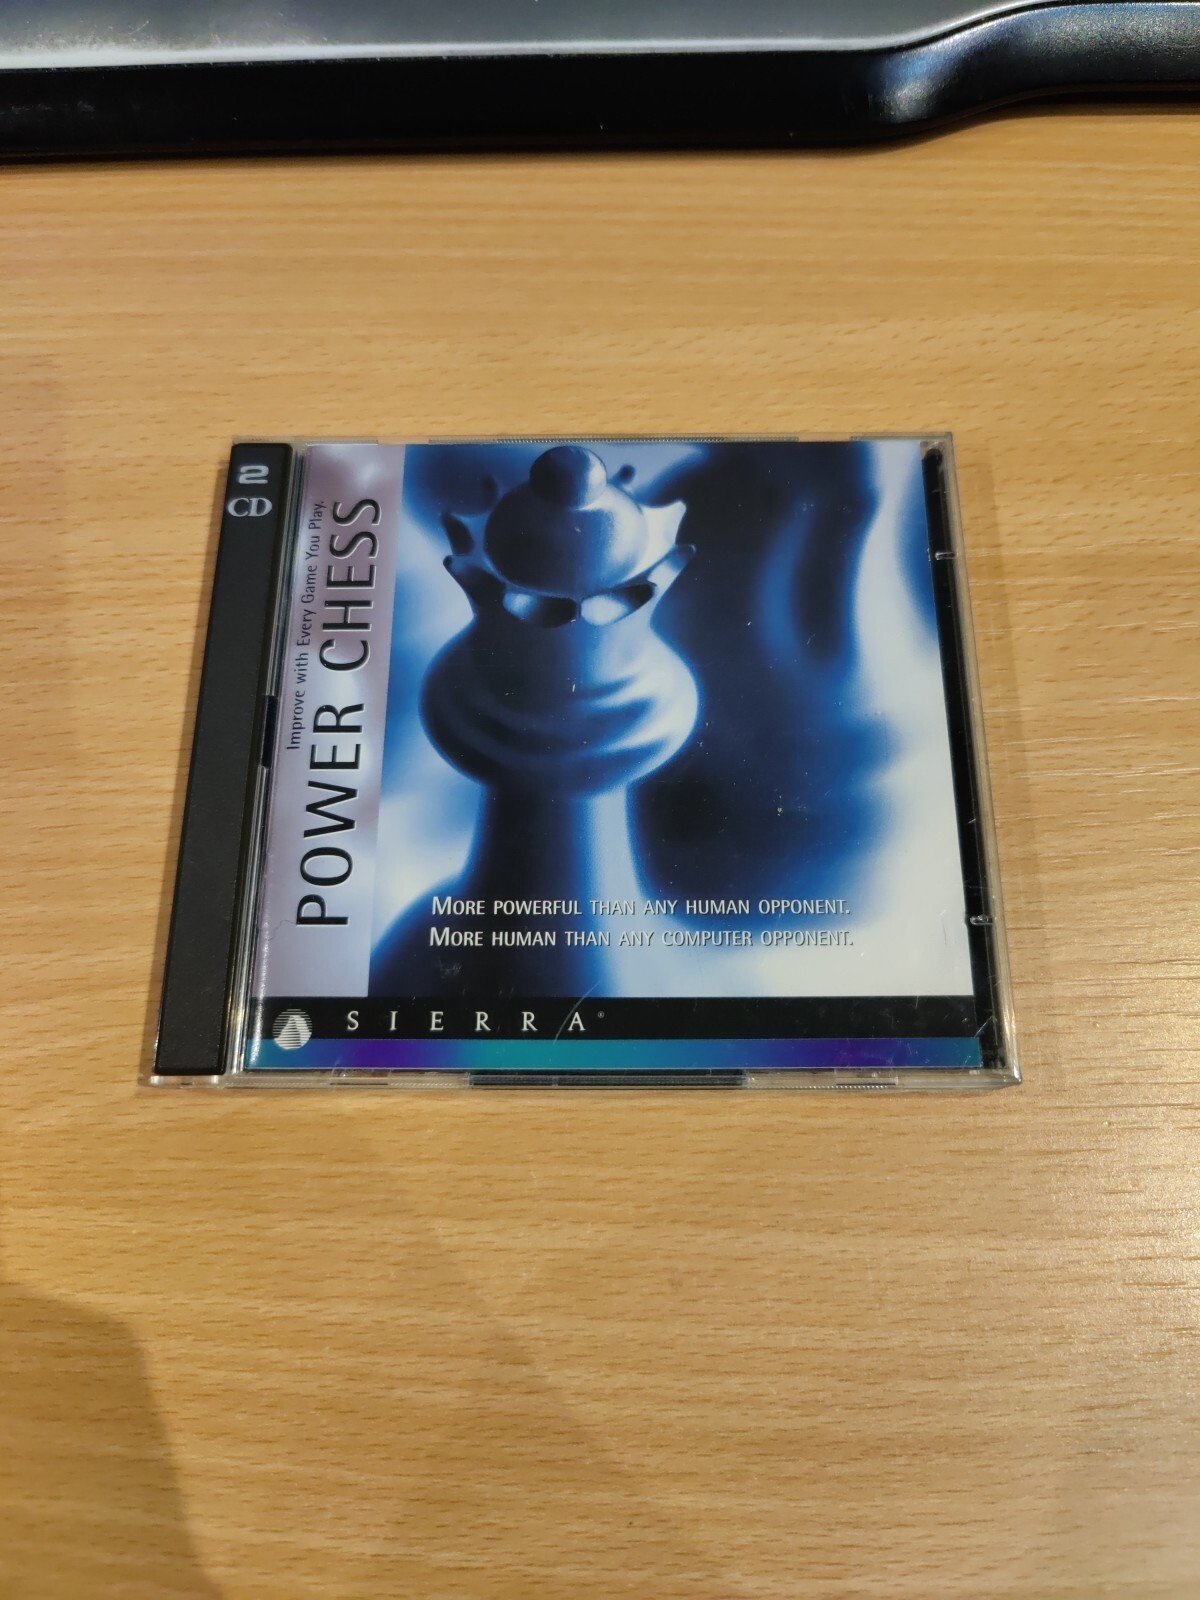 2
CD
Improve with Every Game You Play.
POWER CHESS
MORE POWERFUL THAN ANY HUMAN OPPONENT.
MORE HUMAN THAN ANY COMPUTER OPPONENT.
SIERRA®